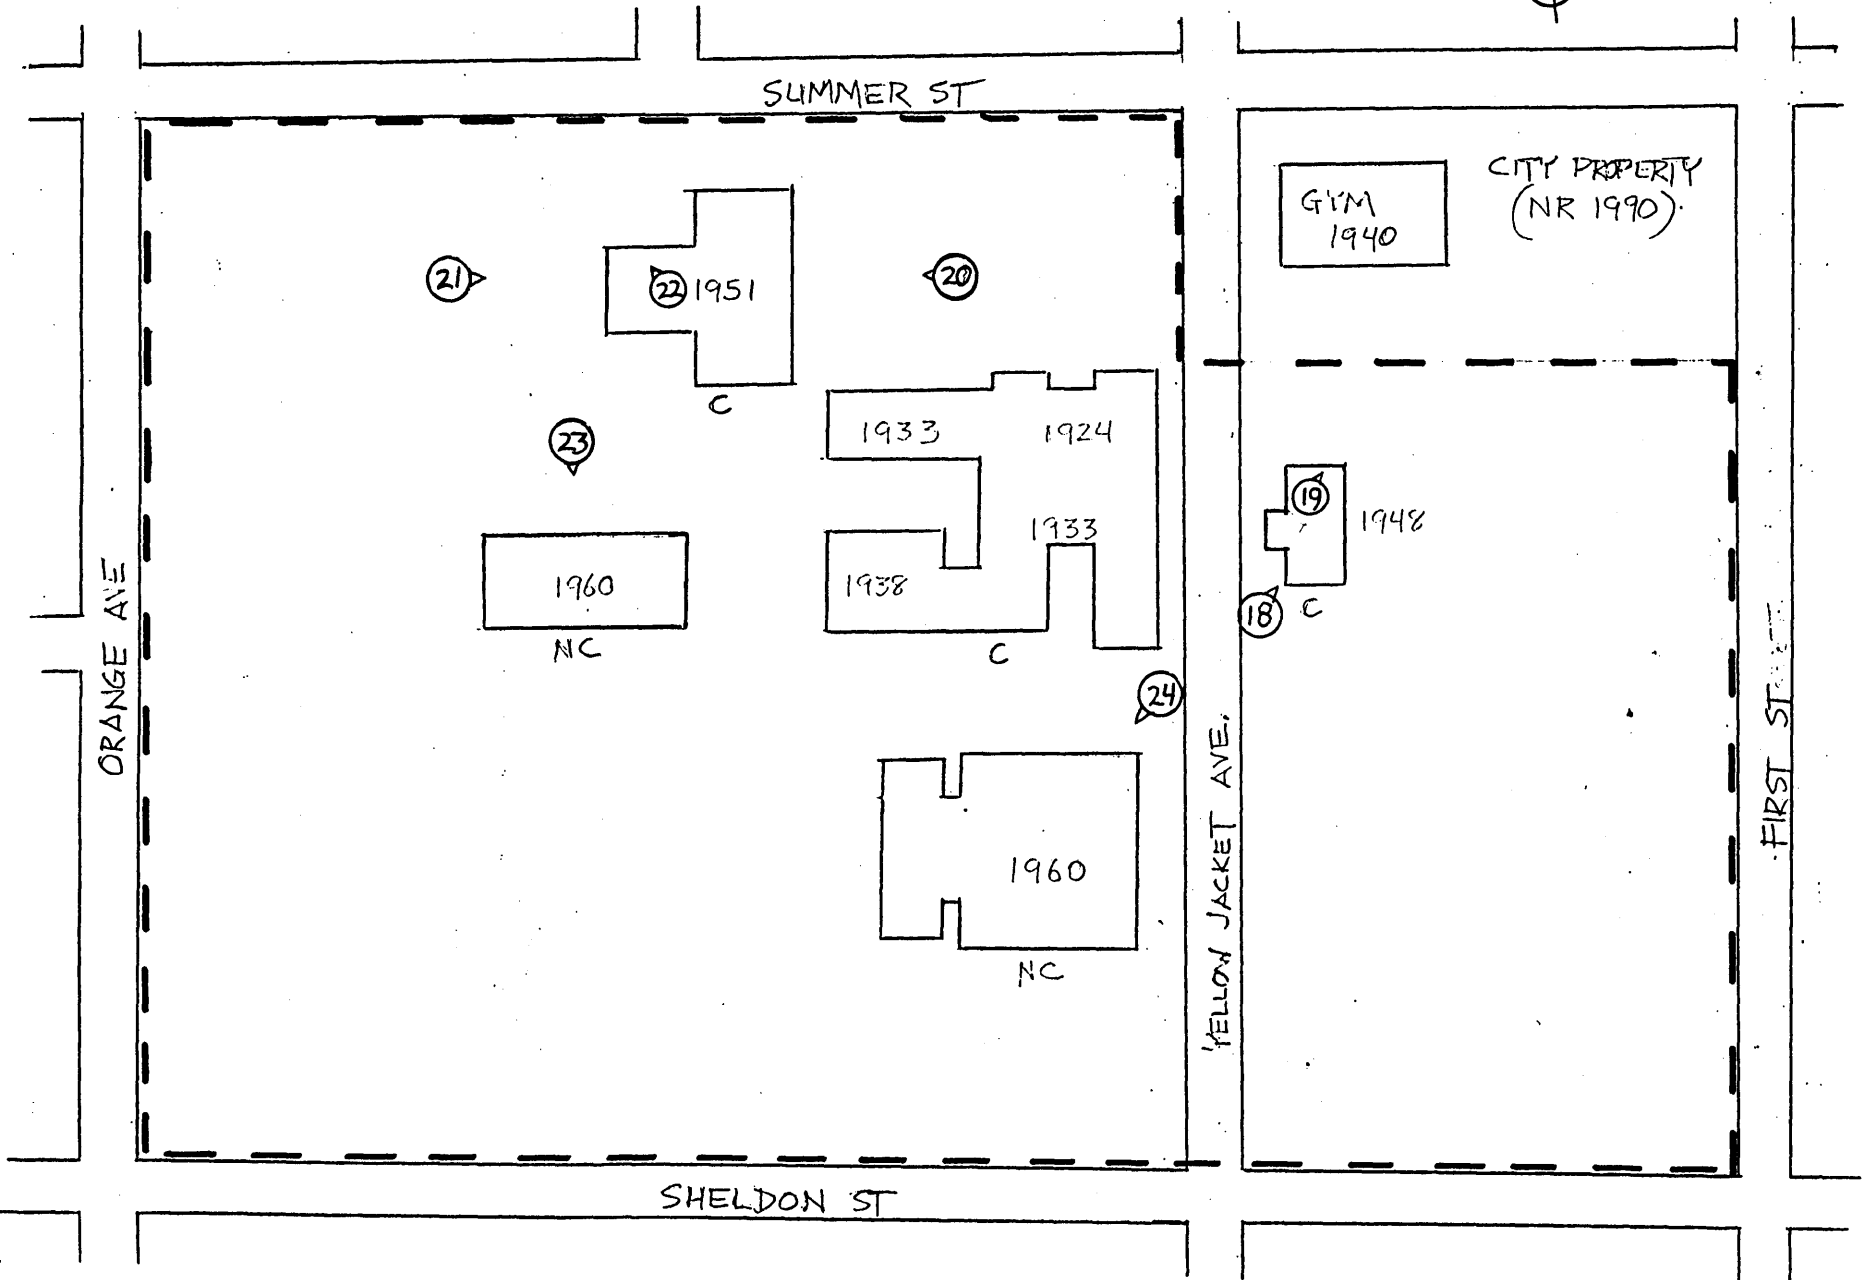 SUMMER ST
CITY PROPERTY
(NR 1990).
GYM
1940
21
22
1951
20
C
23
1933
1924
19
1948
1933
1960
1938
18
C
NC
C
24
ORANGE AVE
FIRST ST
YELLOW JACKET AVE.
1960
NC
SHELDON ST